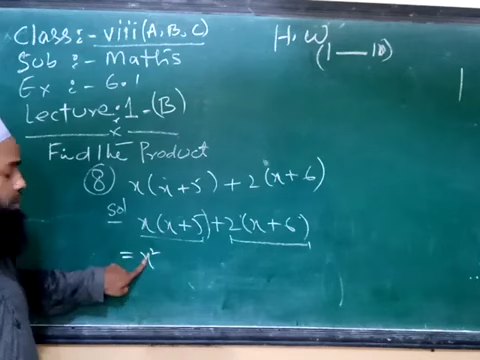 Class:- viii (A, B, C)
H.W
(1 — 10)
Sub :- Maths
Ex :- 6.1
Lecture:1-(B)
x
Find the Product
8 x(x+5)+2(x+6)
sol x(x+5)+2(x+6)
= x²